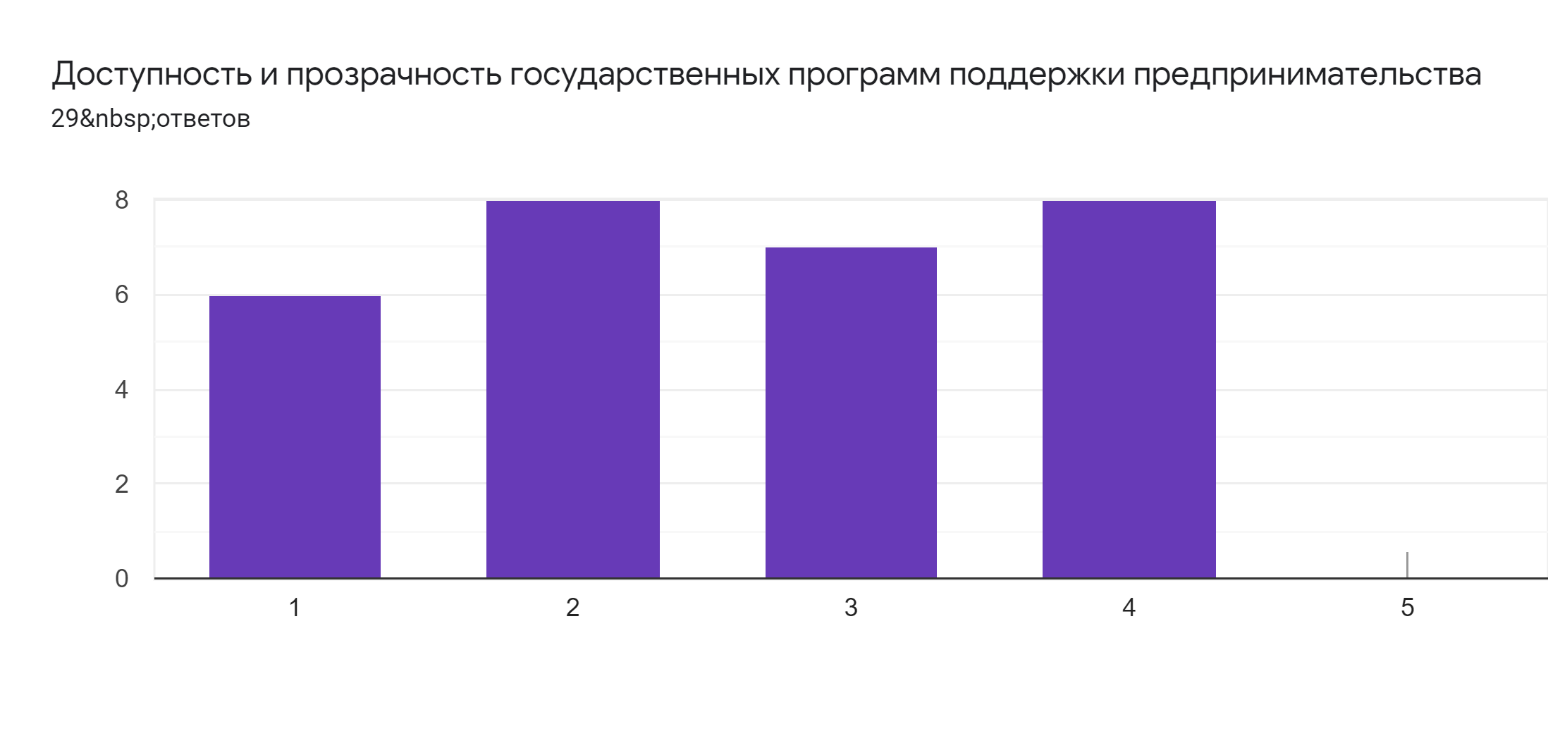 Доступность и прозрачность государственных программ поддержки предпринимательства
29&nbsp;ответов
8
6
4
2
0
1 2 3 4 5